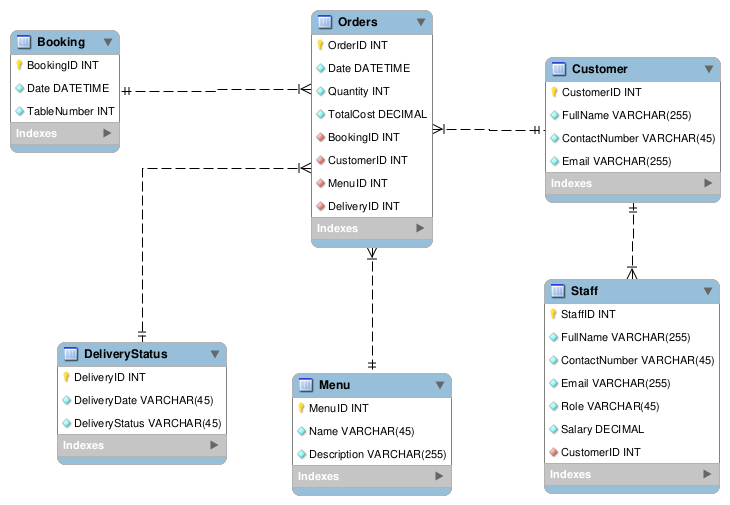 Booking
BookingID INT
Date DATETIME
TableNumber INT
Indexes
Orders
OrderID INT
Date DATETIME
Quantity INT
TotalCost DECIMAL
BookingID INT
CustomerID INT
MenuID INT
DeliveryID INT
Indexes
Customer
CustomerID INT
FullName VARCHAR(255)
ContactNumber VARCHAR(45)
Email VARCHAR(255)
Indexes
DeliveryStatus
DeliveryID INT
DeliveryDate VARCHAR(45)
DeliveryStatus VARCHAR(45)
Indexes
Menu
MenuID INT
Name VARCHAR(45)
Description VARCHAR(255)
Indexes
Staff
StaffID INT
FullName VARCHAR(255)
ContactNumber VARCHAR(45)
Email VARCHAR(255)
Role VARCHAR(45)
Salary DECIMAL
CustomerID INT
Indexes